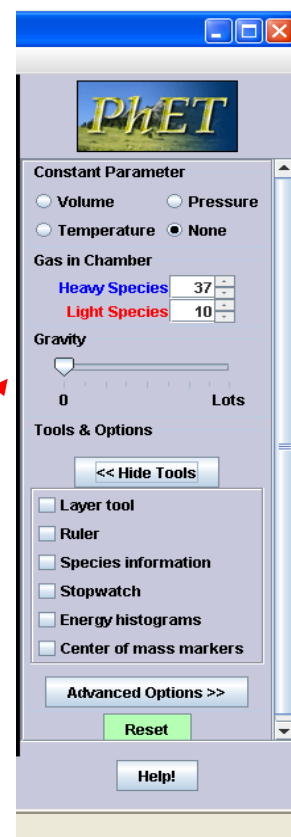 PhET
Constant Parameter
Volume Pressure
Temperature None
Gas in Chamber
Heavy Species 37
Light Species 10
Gravity
0 Lots
Tools & Options
<< Hide Tools
Layer tool
Ruler
Species information
Stopwatch
Energy histograms
Center of mass markers
Advanced Options >>
Reset
Help!